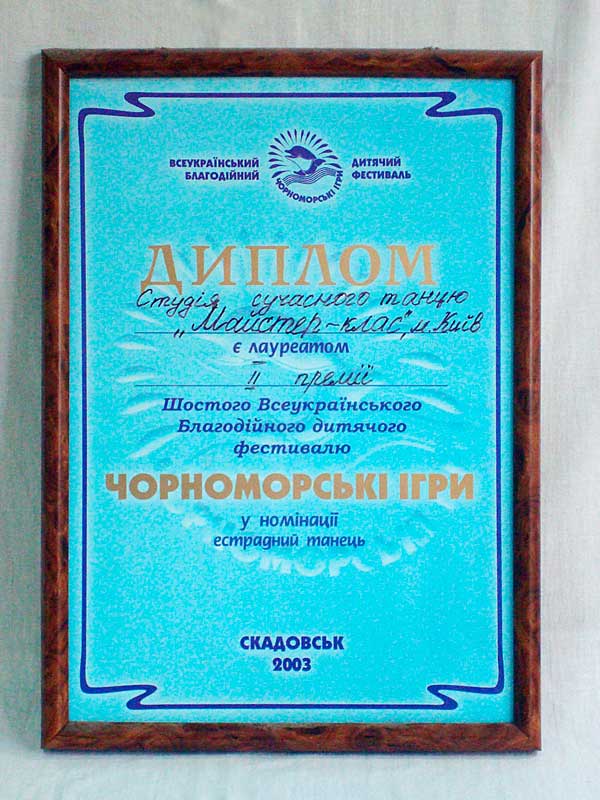 ВСЕУКРАЇНСЬКИЙ ДИТЯЧИЙ
БЛАГОДІЙНИЙ ФЕСТИВАЛЬ
ЧОРНОМОРСЬКІ ІГРИ
ДИПЛОМ
Студія сучасного танцю
„Майстер-клас", м. Київ
є лауреатом
II премії
Шостого Всеукраїнського
Благодійного дитячого
фестивалю
ЧОРНОМОРСЬКІ ІГРИ
у номінації
естрадний танець
СКАДОВСЬК
2003